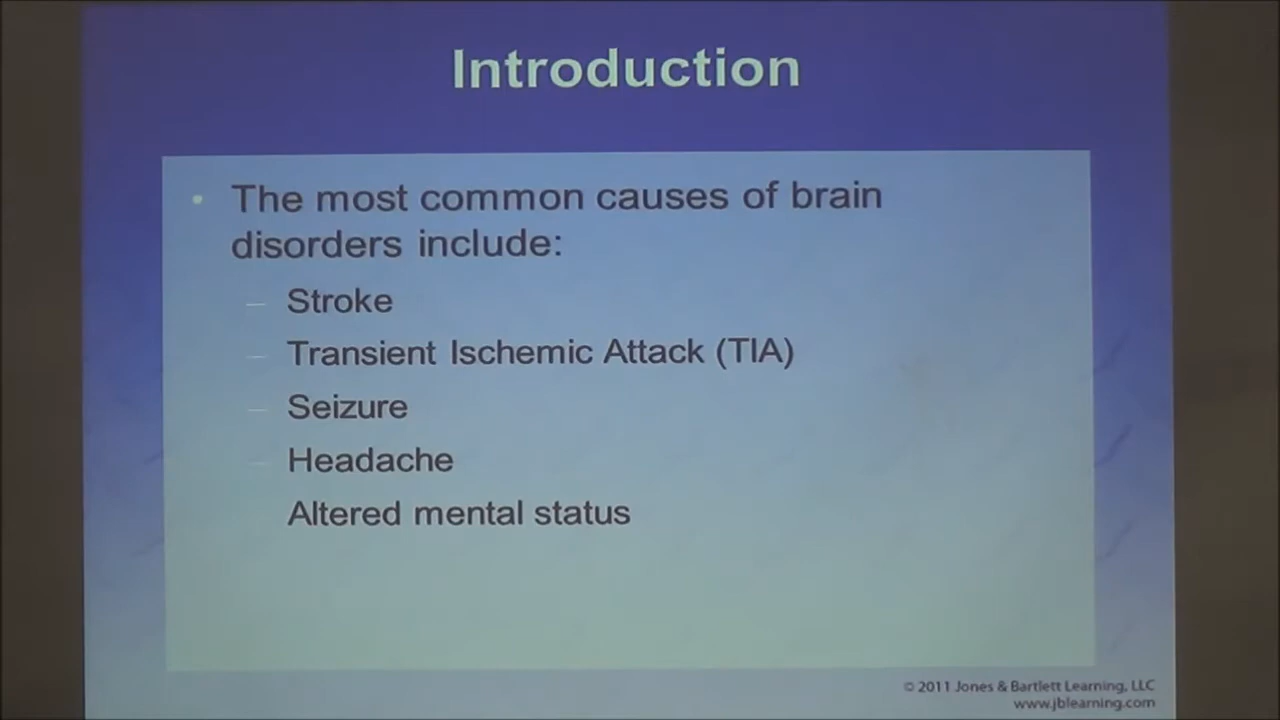 Introduction
• The most common causes of brain
disorders include:
– Stroke
– Transient Ischemic Attack (TIA)
– Seizure
– Headache
Altered mental status
© 2011 Jones & Bartlett Learning, LLC
www.jblearning.com